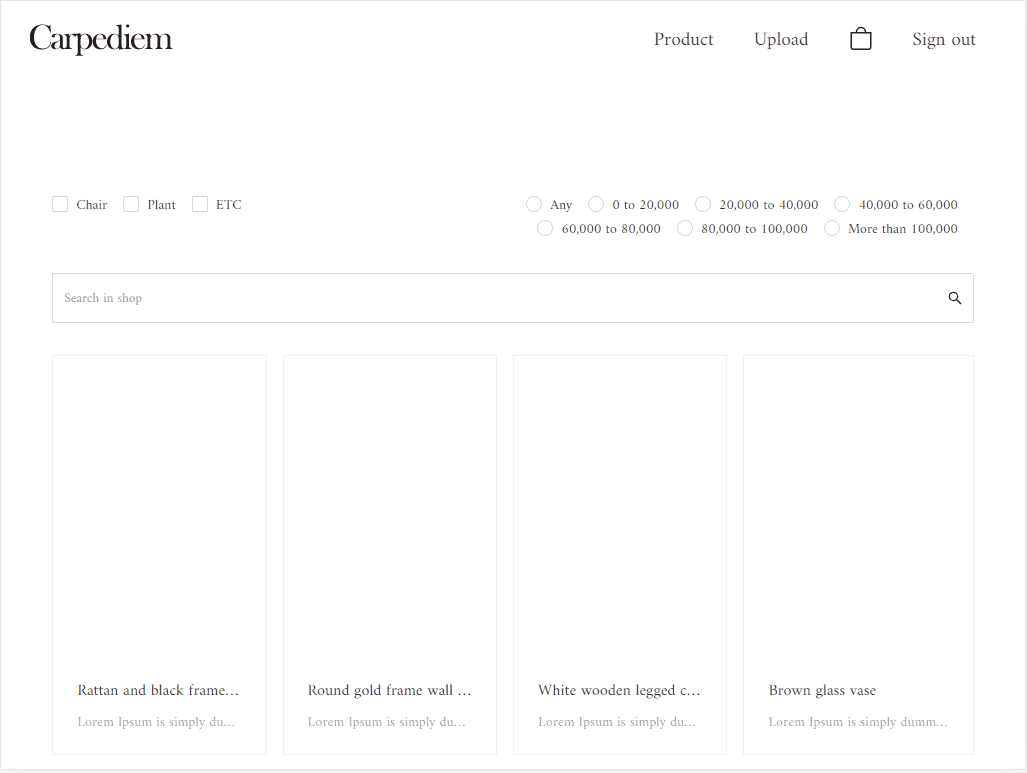 Carpediem
Product Upload Sign out
Chair Plant ETC
Any 0 to 20,000 20,000 to 40,000 40,000 to 60,000
60,000 to 80,000 80,000 to 100,000 More than 100,000
Search in shop
Rattan and black frame...
Lorem Ipsum is simply du...
Round gold frame wall ...
Lorem Ipsum is simply du...
White wooden legged c...
Lorem Ipsum is simply du...
Brown glass vase
Lorem Ipsum is simply dumm...